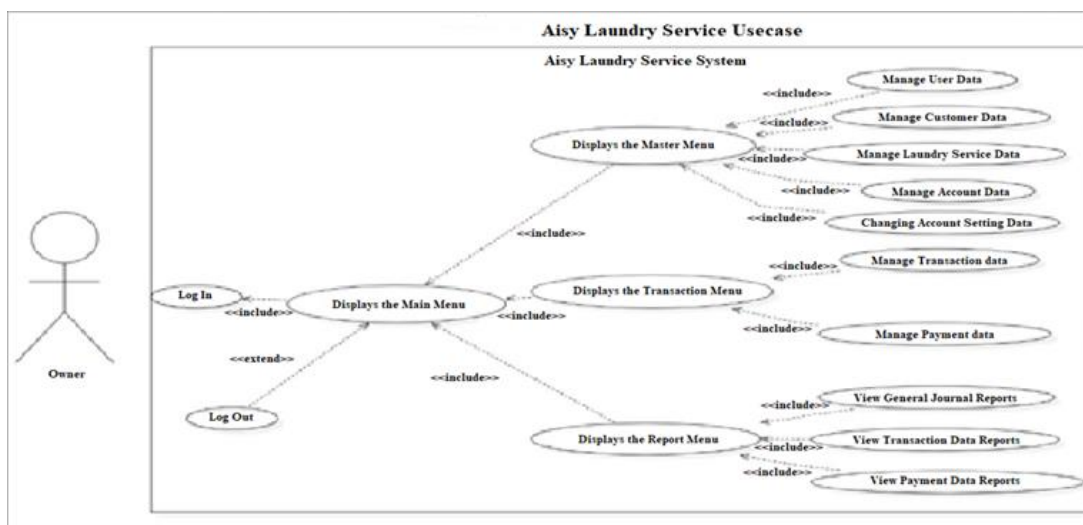 Aisy Laundry Service Usecase
Aisy Laundry Service System
Manage User Data
<<include>>
Manage Customer Data
<<include>>
Displays the Master Menu
<<include>>
Manage Laundry Service Data
<<include>>
Manage Account Data
<<include>>
Changing Account Setting Data
<<include>>
Manage Transaction data
<<include>>
Log In
<<include>>
Displays the Main Menu
<<include>>
Displays the Transaction Menu
<<include>>
Manage Payment data
<<extend>>
Owner
<<include>>
View General Journal Reports
<<include>>
Log Out
Displays the Report Menu
View Transaction Data Reports
<<include>>
<<include>>
View Payment Data Reports